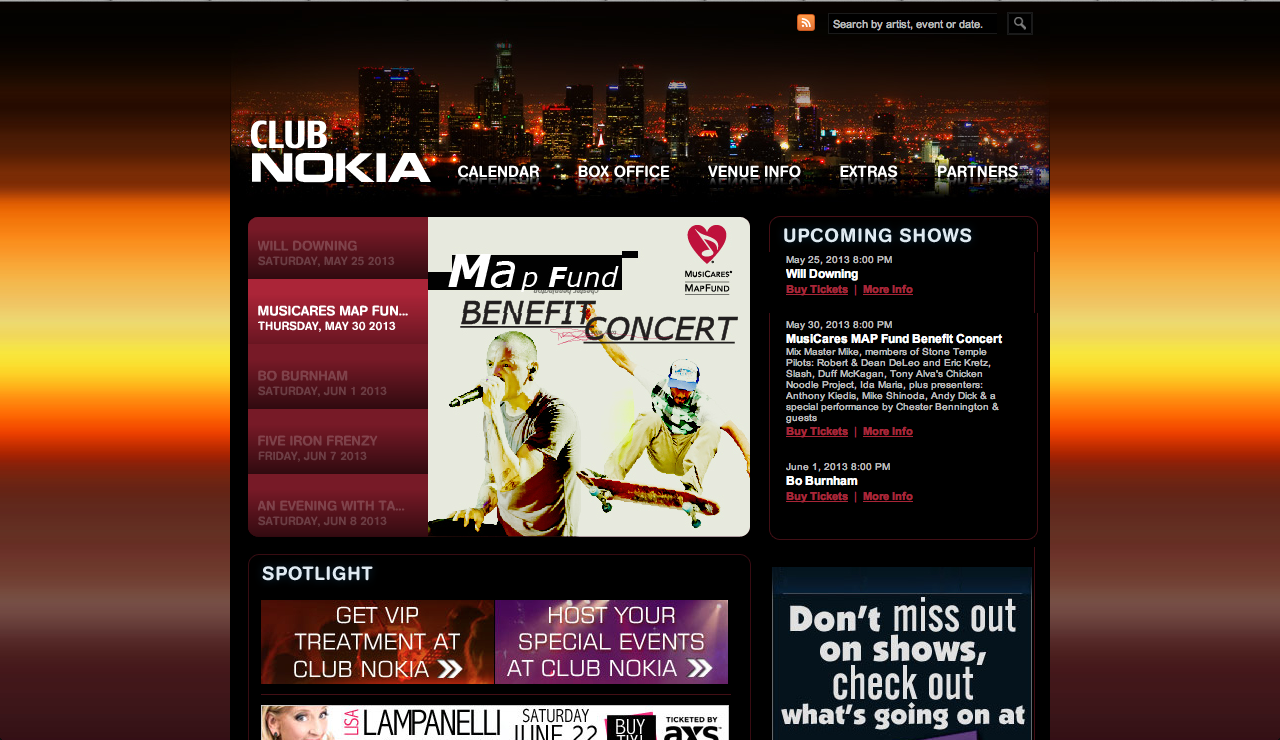 Search by artist, event or date.
CLUB
NOKIA
CALENDAR
BOX OFFICE
VENUE INFO
EXTRAS
PARTNERS
WILL DOWNING
SATURDAY, MAY 25 2013
MUSICARES MAP FUN...
THURSDAY, MAY 30 2013
BO BURNHAM
SATURDAY, JUN 1 2013
FIVE IRON FRENZY
FRIDAY, JUN 7 2013
AN EVENING WITH TA...
SATURDAY, JUN 8 2013
Map Fund
BENEFIT
CONCERT
MUSICARES®
MAPFUND
UPCOMING SHOWS
May 25, 2013 8:00 PM
Will Downing
Buy Tickets | More Info
May 30, 2013 8:00 PM
MusiCares MAP Fund Benefit Concert
Mix Master Mike, members of Stone Temple
Pilots: Robert & Dean DeLeo and Eric Kretz,
Slash, Duff McKagan, Tony Alva's Chicken
Noodle Project, Ida Maria, plus presenters:
Anthony Kiedis, Mike Shinoda, Andy Dick & a
special performance by Chester Bennington &
guests
Buy Tickets | More Info
June 1, 2013 8:00 PM
Bo Burnham
Buy Tickets | More Info
SPOTLIGHT
GET VIP
TREATMENT AT
CLUB NOKIA
HOST YOUR
SPECIAL EVENTS
AT CLUB NOKIA
LISA
LAMPANELLI
SATURDAY
JUNE 22
BUY
TIX!
TICKETED BY
axs
Don't miss out
on shows,
check out
what's going on at